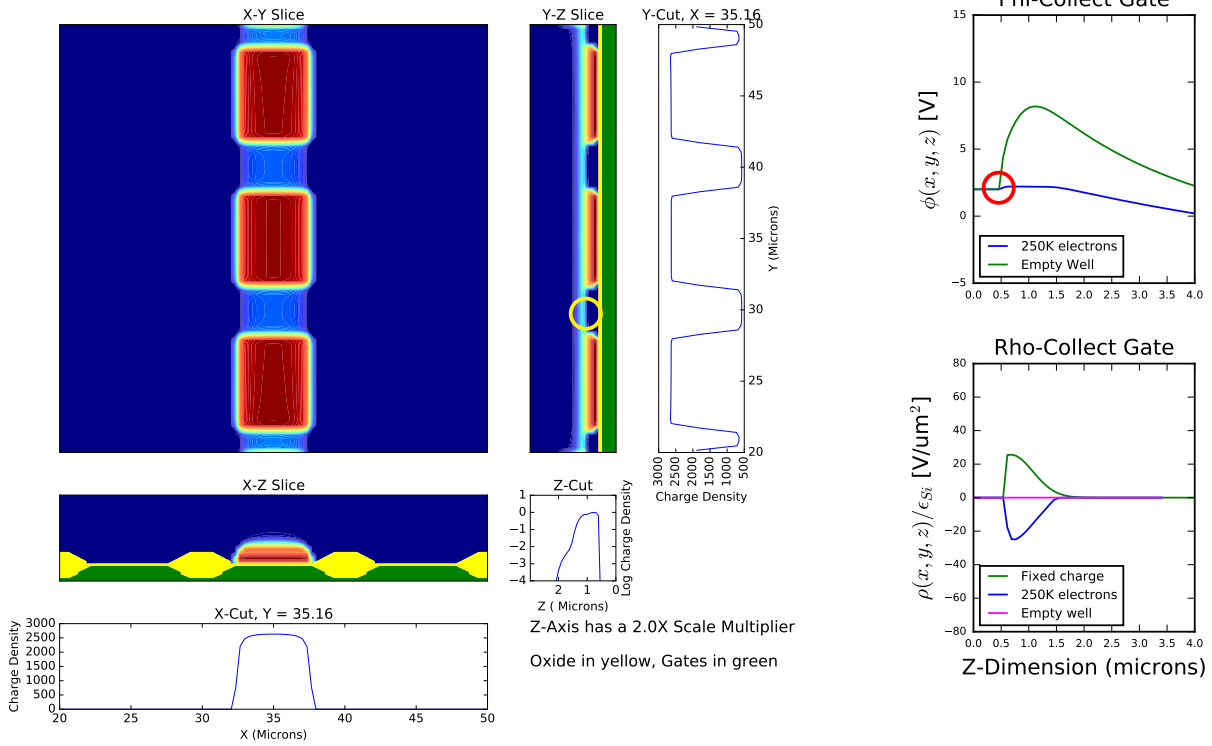 X-Y Slice
Y-Z Slice
Y-Cut, X = 35.16
50
45
40
35
30
25
20
Y (Microns)
3000
2500
2000
1500
1000
500
Charge Density
X-Z Slice
Z-Cut
1
0
−1
−2
−3
−4
Log Charge Density
2 1 0
Z ( Microns)
X-Cut, Y = 35.16
3000
2500
2000
1500
1000
500
0
Charge Density
20 25 30 35 40 45 50
X (Microns)
Z-Axis has a 2.0X Scale Multiplier
Oxide in yellow, Gates in green
Phi-Collect Gate
15
10
5
0
−5
ϕ(x, y, z) [V]
250K electrons
Empty Well
0.0 0.5 1.0 1.5 2.0 2.5 3.0 3.5 4.0
Rho-Collect Gate
80
60
40
20
0
−20
−40
−60
−80
ρ(x, y, z)/ϵSi [V/um²]
Fixed charge
250K electrons
Empty well
0.0 0.5 1.0 1.5 2.0 2.5 3.0 3.5 4.0
Z-Dimension (microns)